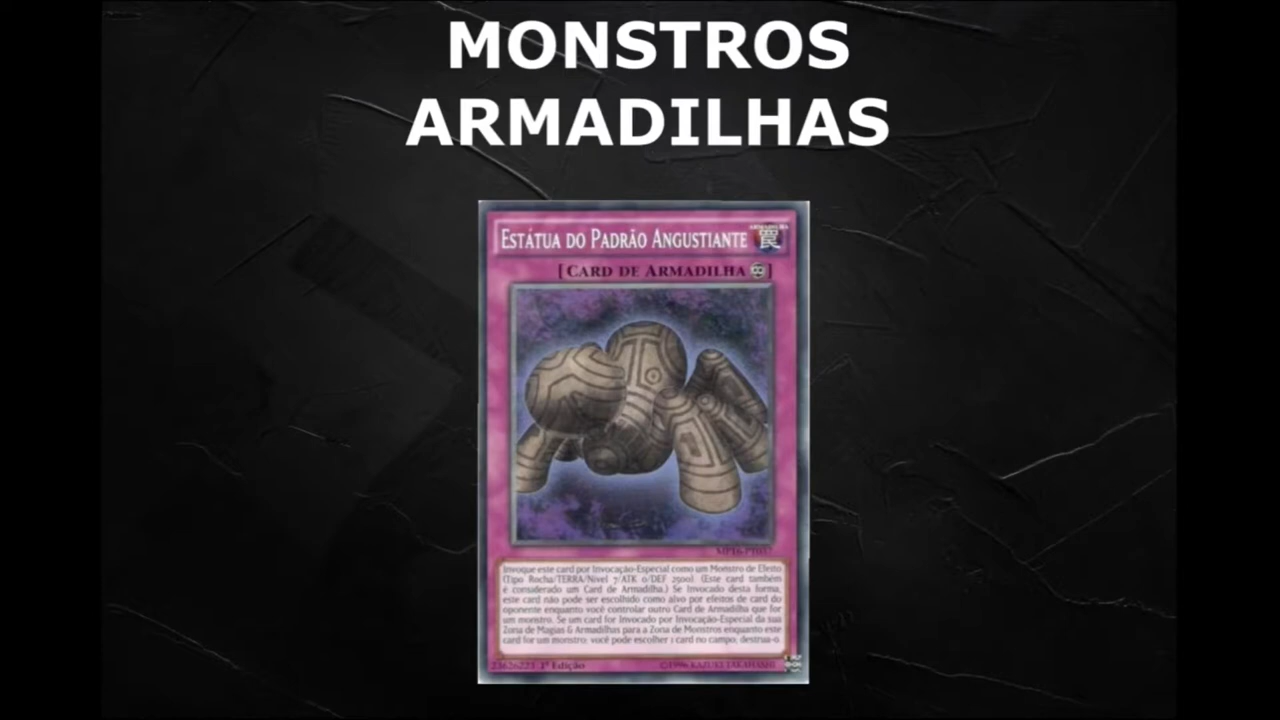 MONSTROS
ARMADILHAS
ESTÁTUA DO PADRÃO ANGUSTIANTE
[CARD DE ARMADILHA]
MP16-PT037
Invoque este card por Invocação-Especial como um Monstro de Efeito
(Tipo Rocha/TERRA/Nível 7/ATK 0/DEF 2500). (Este card também
é considerado um Card de Armadilha.) Se Invocado desta forma,
este card não pode ser escolhido como alvo por efeitos de card do
oponente enquanto você controlar outro Card de Armadilha que for
um monstro. Se um card for Invocado por Invocação-Especial da sua
Zona de Magias & Armadilhas para a Zona de Monstros enquanto este
card for um monstro: você pode escolher 1 card no campo; destrua-o.
23626223 1ª Edição
©1996 KAZUKI TAKAHASHI